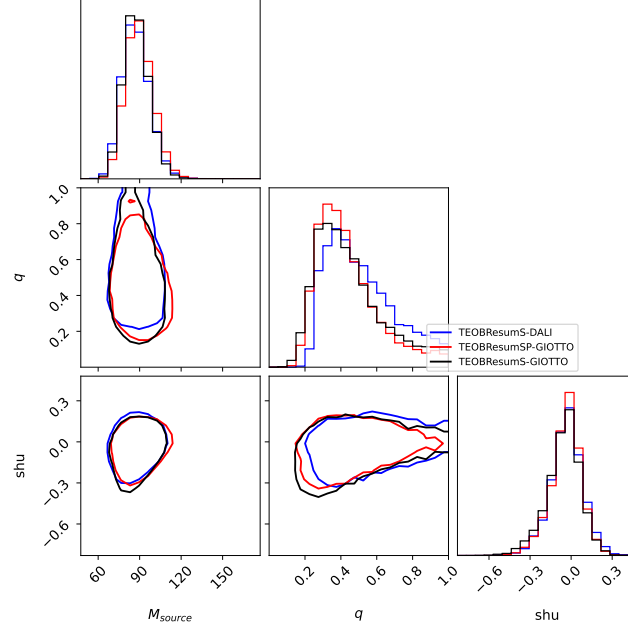 1.0
0.8
0.6
0.4
0.2
q
TEOBResumS-DALI
TEOBResumSP-GIOTTO
TEOBResumS-GIOTTO
0.3
0.0
−0.3
−0.6
shu
60 90 120 150
0.2 0.4 0.6 0.8 1.0
−0.6 −0.3 0.0 0.3
M_source q shu